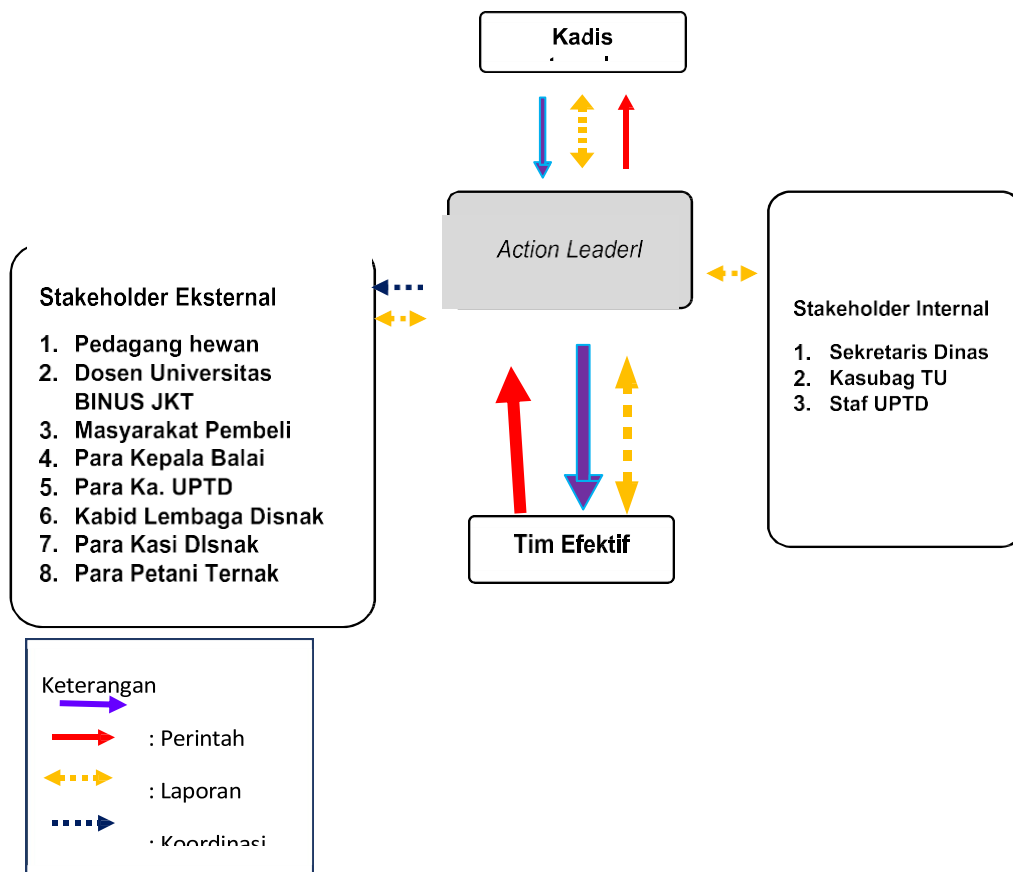 Kadis
Action LeaderI
Stakeholder Eksternal
1. Pedagang hewan
2. Dosen Universitas
BINUS JKT
3. Masyarakat Pembeli
4. Para Kepala Balai
5. Para Ka. UPTD
6. Kabid Lembaga Disnak
7. Para Kasi DIsnak
8. Para Petani Ternak
Stakeholder Internal
1. Sekretaris Dinas
2. Kasubag TU
3. Staf UPTD
Tim Efektif
Keterangan
: Perintah
: Laporan
: Koordinasi